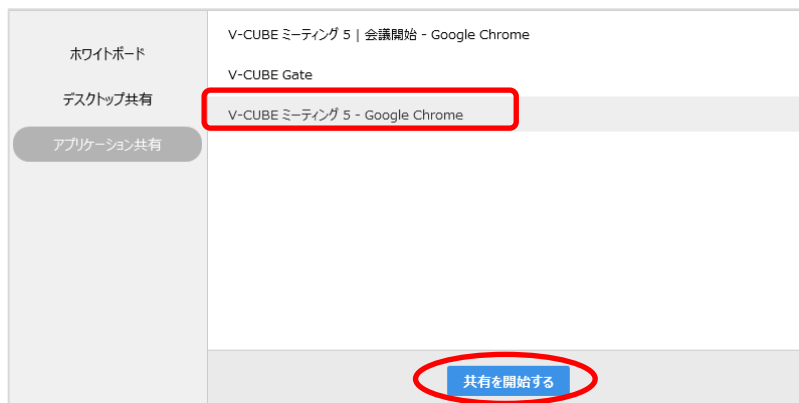 ホワイトボード
デスクトップ共有
アプリケーション共有
V-CUBE ミーティング 5 | 会議開始 - Google Chrome
V-CUBE Gate
V-CUBE ミーティング 5 - Google Chrome
共有を開始する